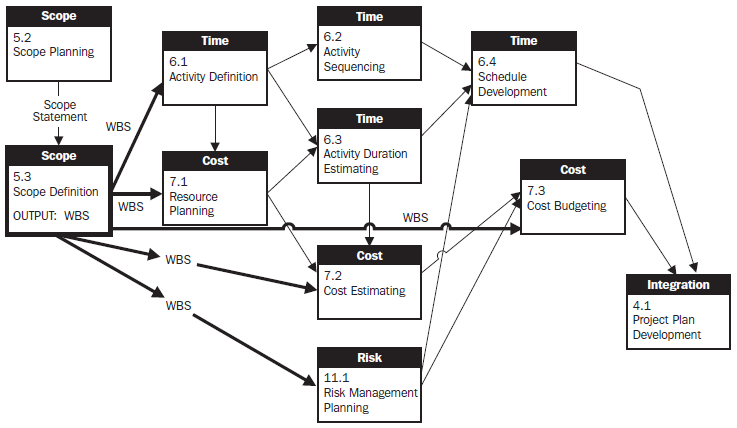 Scope
5.2
Scope Planning
Scope
Statement
Scope
5.3
Scope Definition
OUTPUT: WBS
WBS
WBS
WBS
WBS
WBS
Time
6.1
Activity Definition
Cost
7.1
Resource
Planning
Time
6.2
Activity
Sequencing
Time
6.3
Activity Duration
Estimating
Cost
7.2
Cost Estimating
Risk
11.1
Risk Management
Planning
Time
6.4
Schedule
Development
Cost
7.3
Cost Budgeting
Integration
4.1
Project Plan
Development